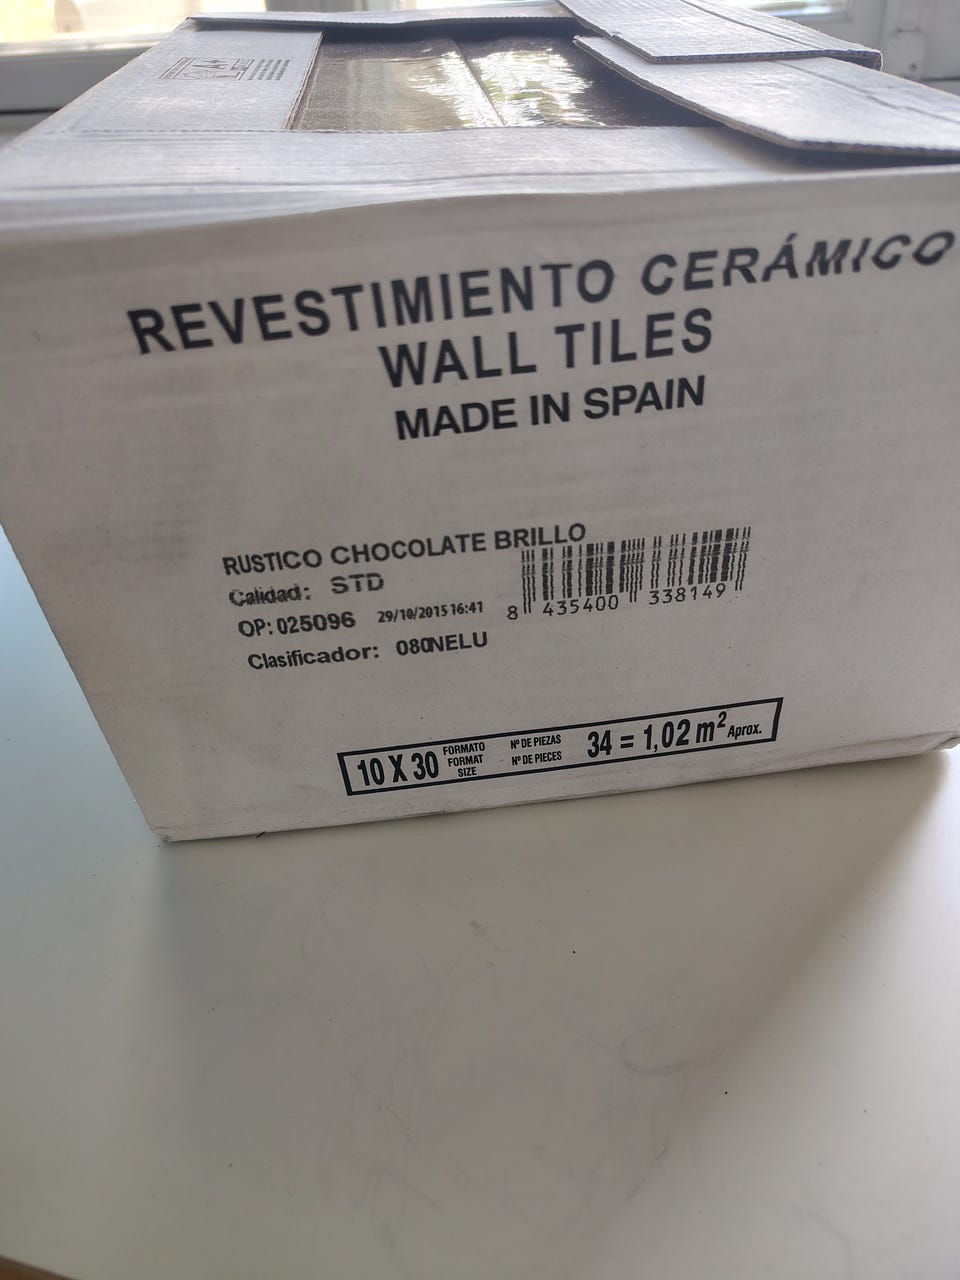 REVESTIMIENTO CERÁMICO
WALL TILES
MADE IN SPAIN
RUSTICO CHOCOLATE BRILLO
Calidad: STD
OP: 025096 29/10/2015 16:41
Clasificador: 080NELU
8 435400 338149
10 X 30 FORMATO FORMAT SIZE Nº DE PIEZAS Nº DE PIECES 34 = 1,02 m² Aprox.